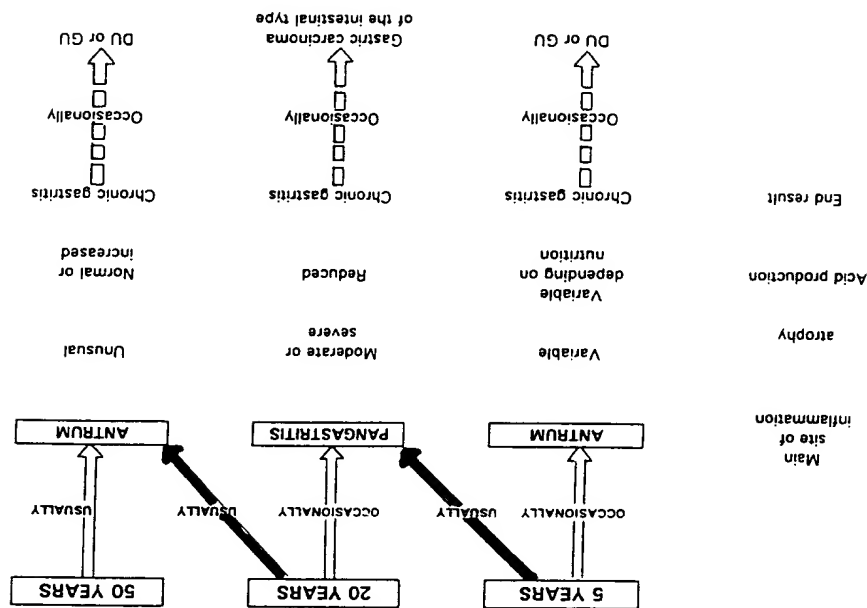 5 YEARS
20 YEARS
50 YEARS
OCCASIONALLY
USUALLY
OCCASIONALLY
USUALLY
USUALLY
Main
site of
inflammation
ANTRUM
PANGASTRITIS
ANTRUM
atrophy
Variable
Moderate or
severe
Unusual
Acid production
Variable
depending on
nutrition
Reduced
Normal or
increased
End result
Chronic gastritis
Chronic gastritis
Chronic gastritis
Occasionally
Occasionally
Occasionally
DU or GU
Gastric carcinoma
of the intestinal type
DU or GU